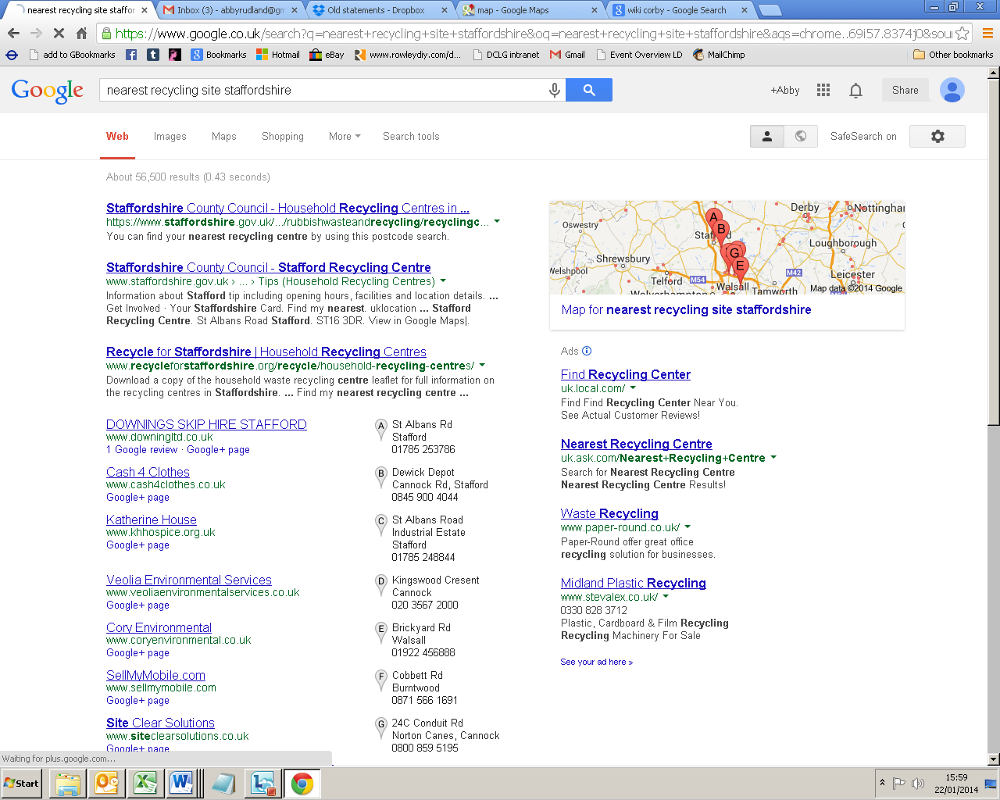 nearest recycling site staffor
Inbox (3) - abbyrudland@gm
Old statements - Dropbox
map - Google Maps
wiki corby - Google Search
https://www.google.co.uk/search?q=nearest+recycling+site+staffordshire&oq=nearest+recycling+site+staffordshire&aqs=chrome..69i57.8374j0&sour
add to GBookmarks
Bookmarks
Hotmail
eBay
www.rowleydiy.com/d...
DCLG intranet
Gmail
Event Overview LD
MailChimp
Other bookmarks
Google
nearest recycling site staffordshire
+Abby
Share
Web
Images
Maps
Shopping
More
Search tools
SafeSearch on
About 56,500 results (0.43 seconds)
Staffordshire County Council - Household Recycling Centres in ...
https://www.staffordshire.gov.uk/.../rubbishwasteandrecycling/recyclingc...
You can find your nearest recycling centre by using this postcode search.
Staffordshire County Council - Stafford Recycling Centre
www.staffordshire.gov.uk › ... › Tips (Household Recycling Centres)
Information about Stafford tip including opening hours, facilities and location details. ...
Get Involved · Your Staffordshire Card. Find my nearest. uklocation ... Stafford
Recycling Centre. St Albans Road Stafford. ST16 3DR. View in Google Maps|.
Recycle for Staffordshire | Household Recycling Centres
www.recycleforstaffordshire.org/recycle/household-recycling-centres/
Download a copy of the household waste recycling centre leaflet for full information on
the recycling centres in Staffordshire. ... Find my nearest recycling centre ...
DOWNINGS SKIP HIRE STAFFORD
www.downingltd.co.uk
1 Google review · Google+ page
A
St Albans Rd
Stafford
01785 253786
Cash 4 Clothes
www.cash4clothes.co.uk
Google+ page
B
Dewick Depot
Cannock Rd, Stafford
0845 900 4044
Katherine House
www.khhospice.org.uk
Google+ page
C
St Albans Road
Industrial Estate
Stafford
01785 248844
Veolia Environmental Services
www.veoliaenvironmentalservices.co.uk
Google+ page
D
Kingswood Cresent
Cannock
020 3567 2000
Cory Environmental
www.coryenvironmental.co.uk
Google+ page
E
Brickyard Rd
Walsall
01922 456888
SellMyMobile.com
www.sellmymobile.com
Google+ page
F
Cobbett Rd
Burntwood
0871 566 1691
Site Clear Solutions
www.siteclearsolutions.co.uk
Google+ page
G
24C Conduit Rd
Norton Canes, Cannock
0800 859 5195
Derby
Nottinghar
Oswestry
A
B
Staf
G
E
Loughborough
Shrewsbury
Welshpool
Telford
M54
M42
Leicester
Walsall
Tamworth
Wolverhampton
Map data ©2014 Google
Map for nearest recycling site staffordshire
Ads
Find Recycling Center
uk.local.com/
Find Find Recycling Center Near You.
See Actual Customer Reviews!
Nearest Recycling Centre
uk.ask.com/Nearest+Recycling+Centre
Search for Nearest Recycling Centre
Nearest Recycling Centre Results!
Waste Recycling
www.paper-round.co.uk/
Paper-Round offer great office
recycling solution for businesses.
Midland Plastic Recycling
www.stevalex.co.uk/
0330 828 3712
Plastic, Cardboard & Film Recycling
Recycling Machinery For Sale
See your ad here »
Waiting for plus.google.com...
Start
15:59
22/01/2014